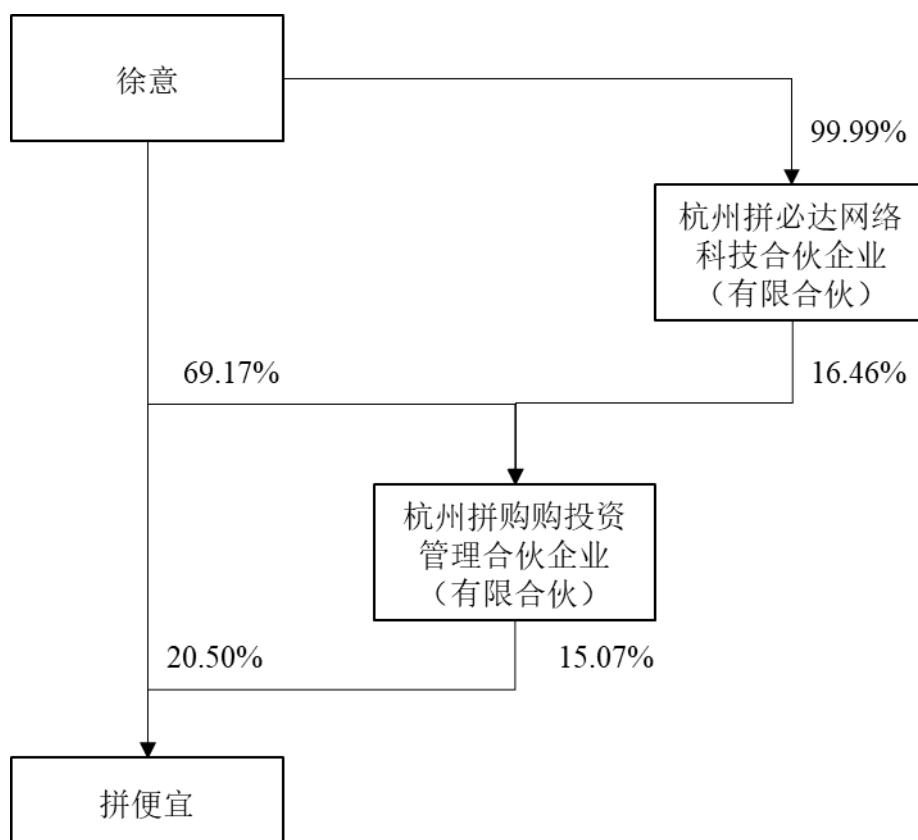 徐意
99.99%
杭州拼必达网络
科技合伙企业
（有限合伙）
69.17%
16.46%
杭州拼购购投资
管理合伙企业
（有限合伙）
20.50%
15.07%
拼便宜